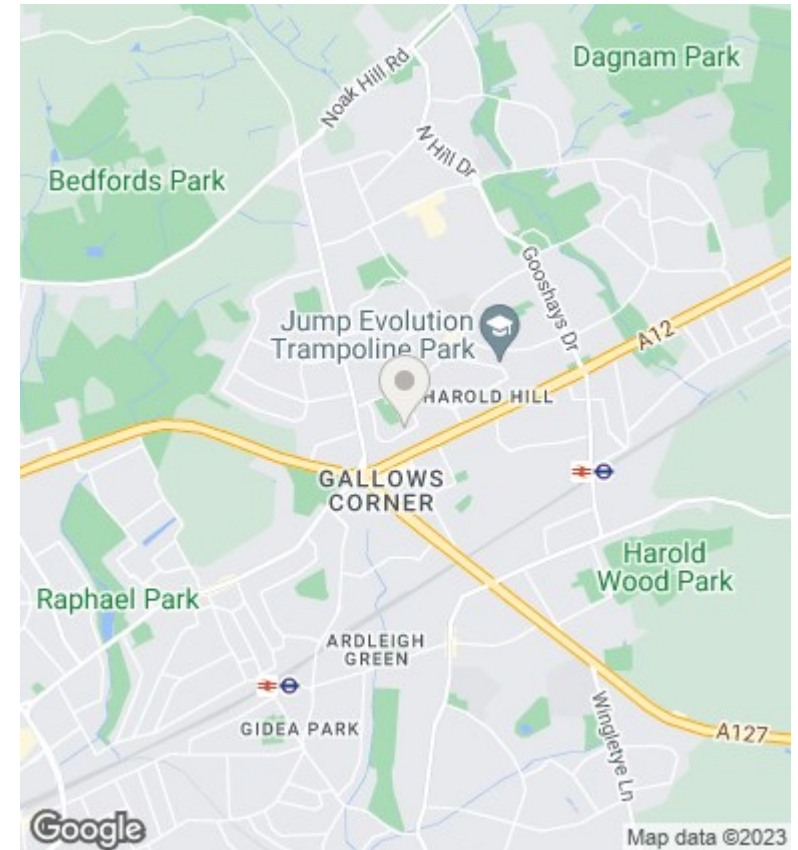 Dagnam Park
Noak Hill Rd
N Hill Dr
Bedfords Park
Gooshays Dr
Jump Evolution
Trampoline Park
A12
HAROLD HILL
GALLOWS
CORNER
Harold
Wood Park
Raphael Park
ARDLEIGH
GREEN
GIDEA PARK
Wingletye Ln
A127
Google
Map data ©2023